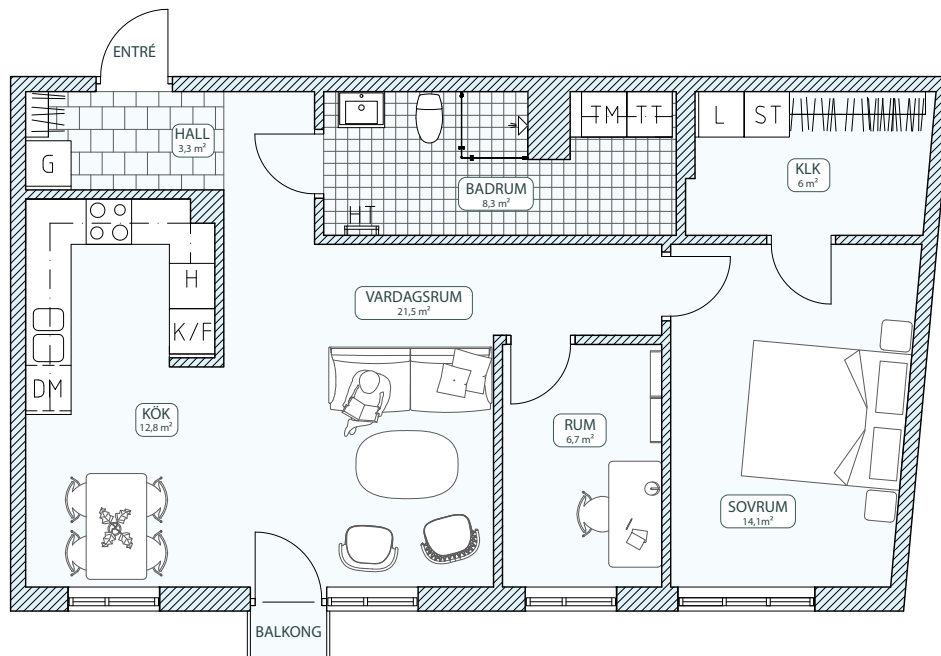 ENTRÉ
HALL
3,3 m²
G
TM
TT
L
ST
KLK
6 m²
BADRUM
8,3 m²
HT
H
K/F
VARDAGSRUM
21,5 m²
DM
KÖK
12,8 m²
RUM
6,7 m²
SOVRUM
14,1m²
BALKONG